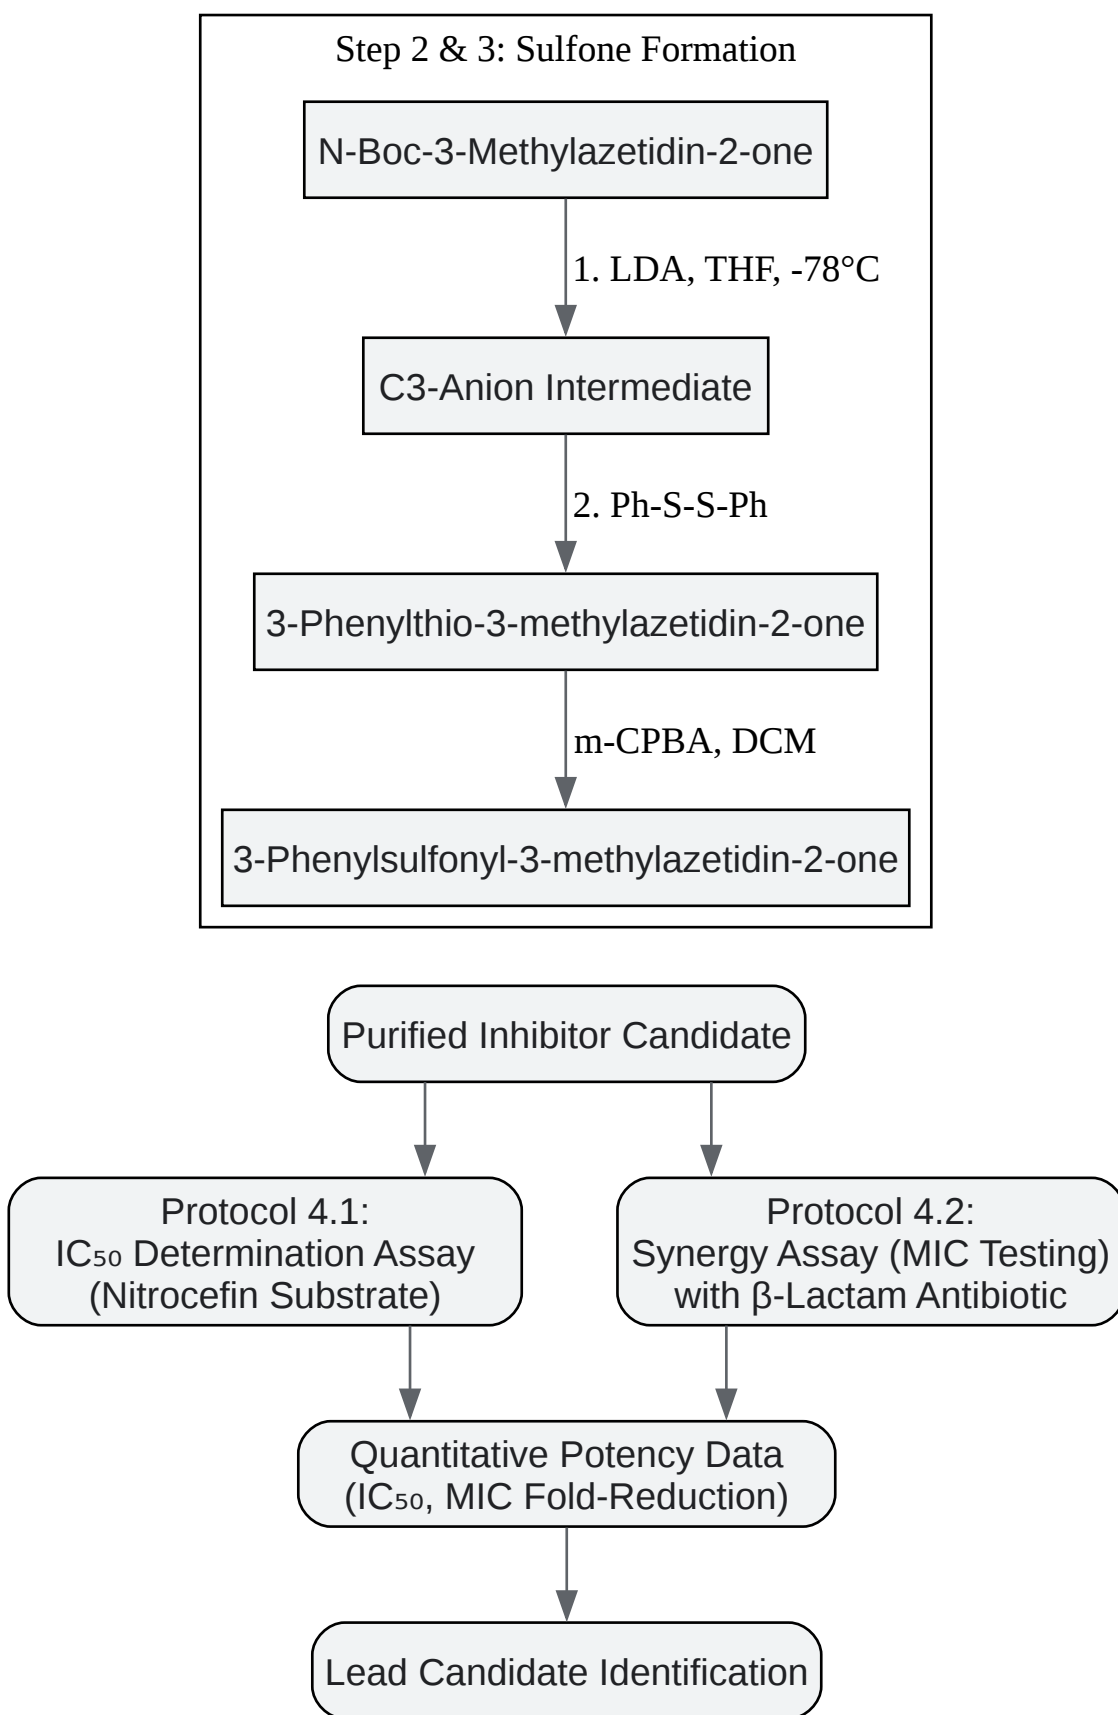 Step 2 & 3: Sulfone Formation
N-Boc-3-Methylazetidin-2-one
1. LDA, THF, -78°C
C3-Anion Intermediate
2. Ph-S-S-Ph
3-Phenylthio-3-methylazetidin-2-one
m-CPBA, DCM
3-Phenylsulfonyl-3-methylazetidin-2-one
Purified Inhibitor Candidate
Protocol 4.1:
IC₅₀ Determination Assay
(Nitrocefin Substrate)
Protocol 4.2:
Synergy Assay (MIC Testing)
with β-Lactam Antibiotic
Quantitative Potency Data
(IC₅₀, MIC Fold-Reduction)
Lead Candidate Identification